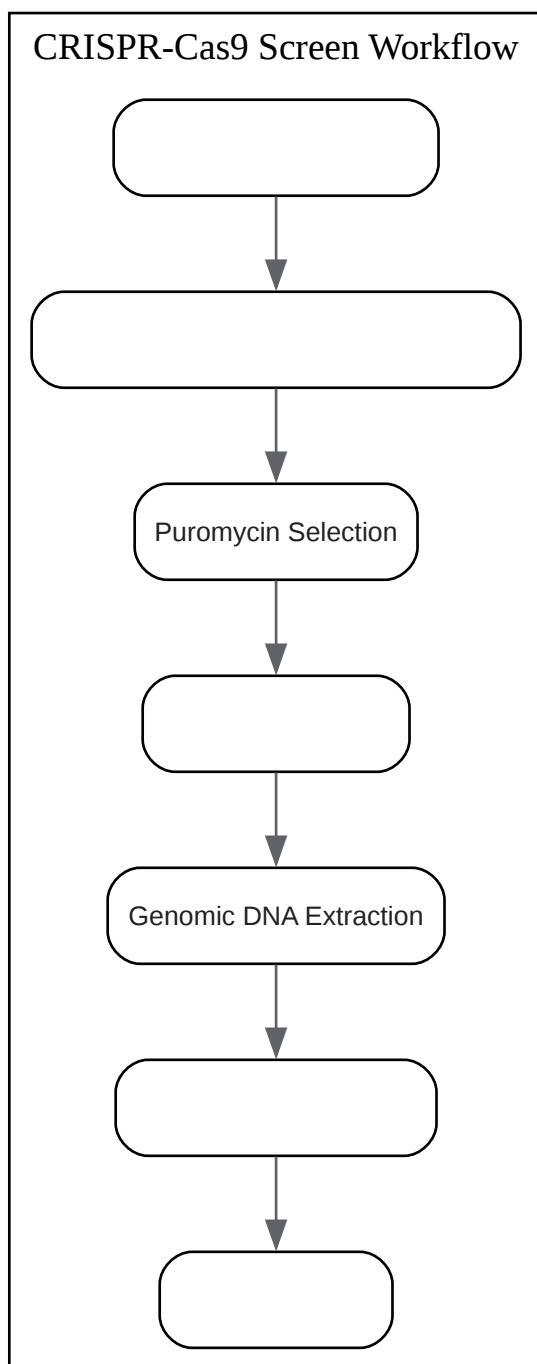 CRISPR-Cas9 Screen Workflow
Puromycin Selection
Genomic DNA Extraction